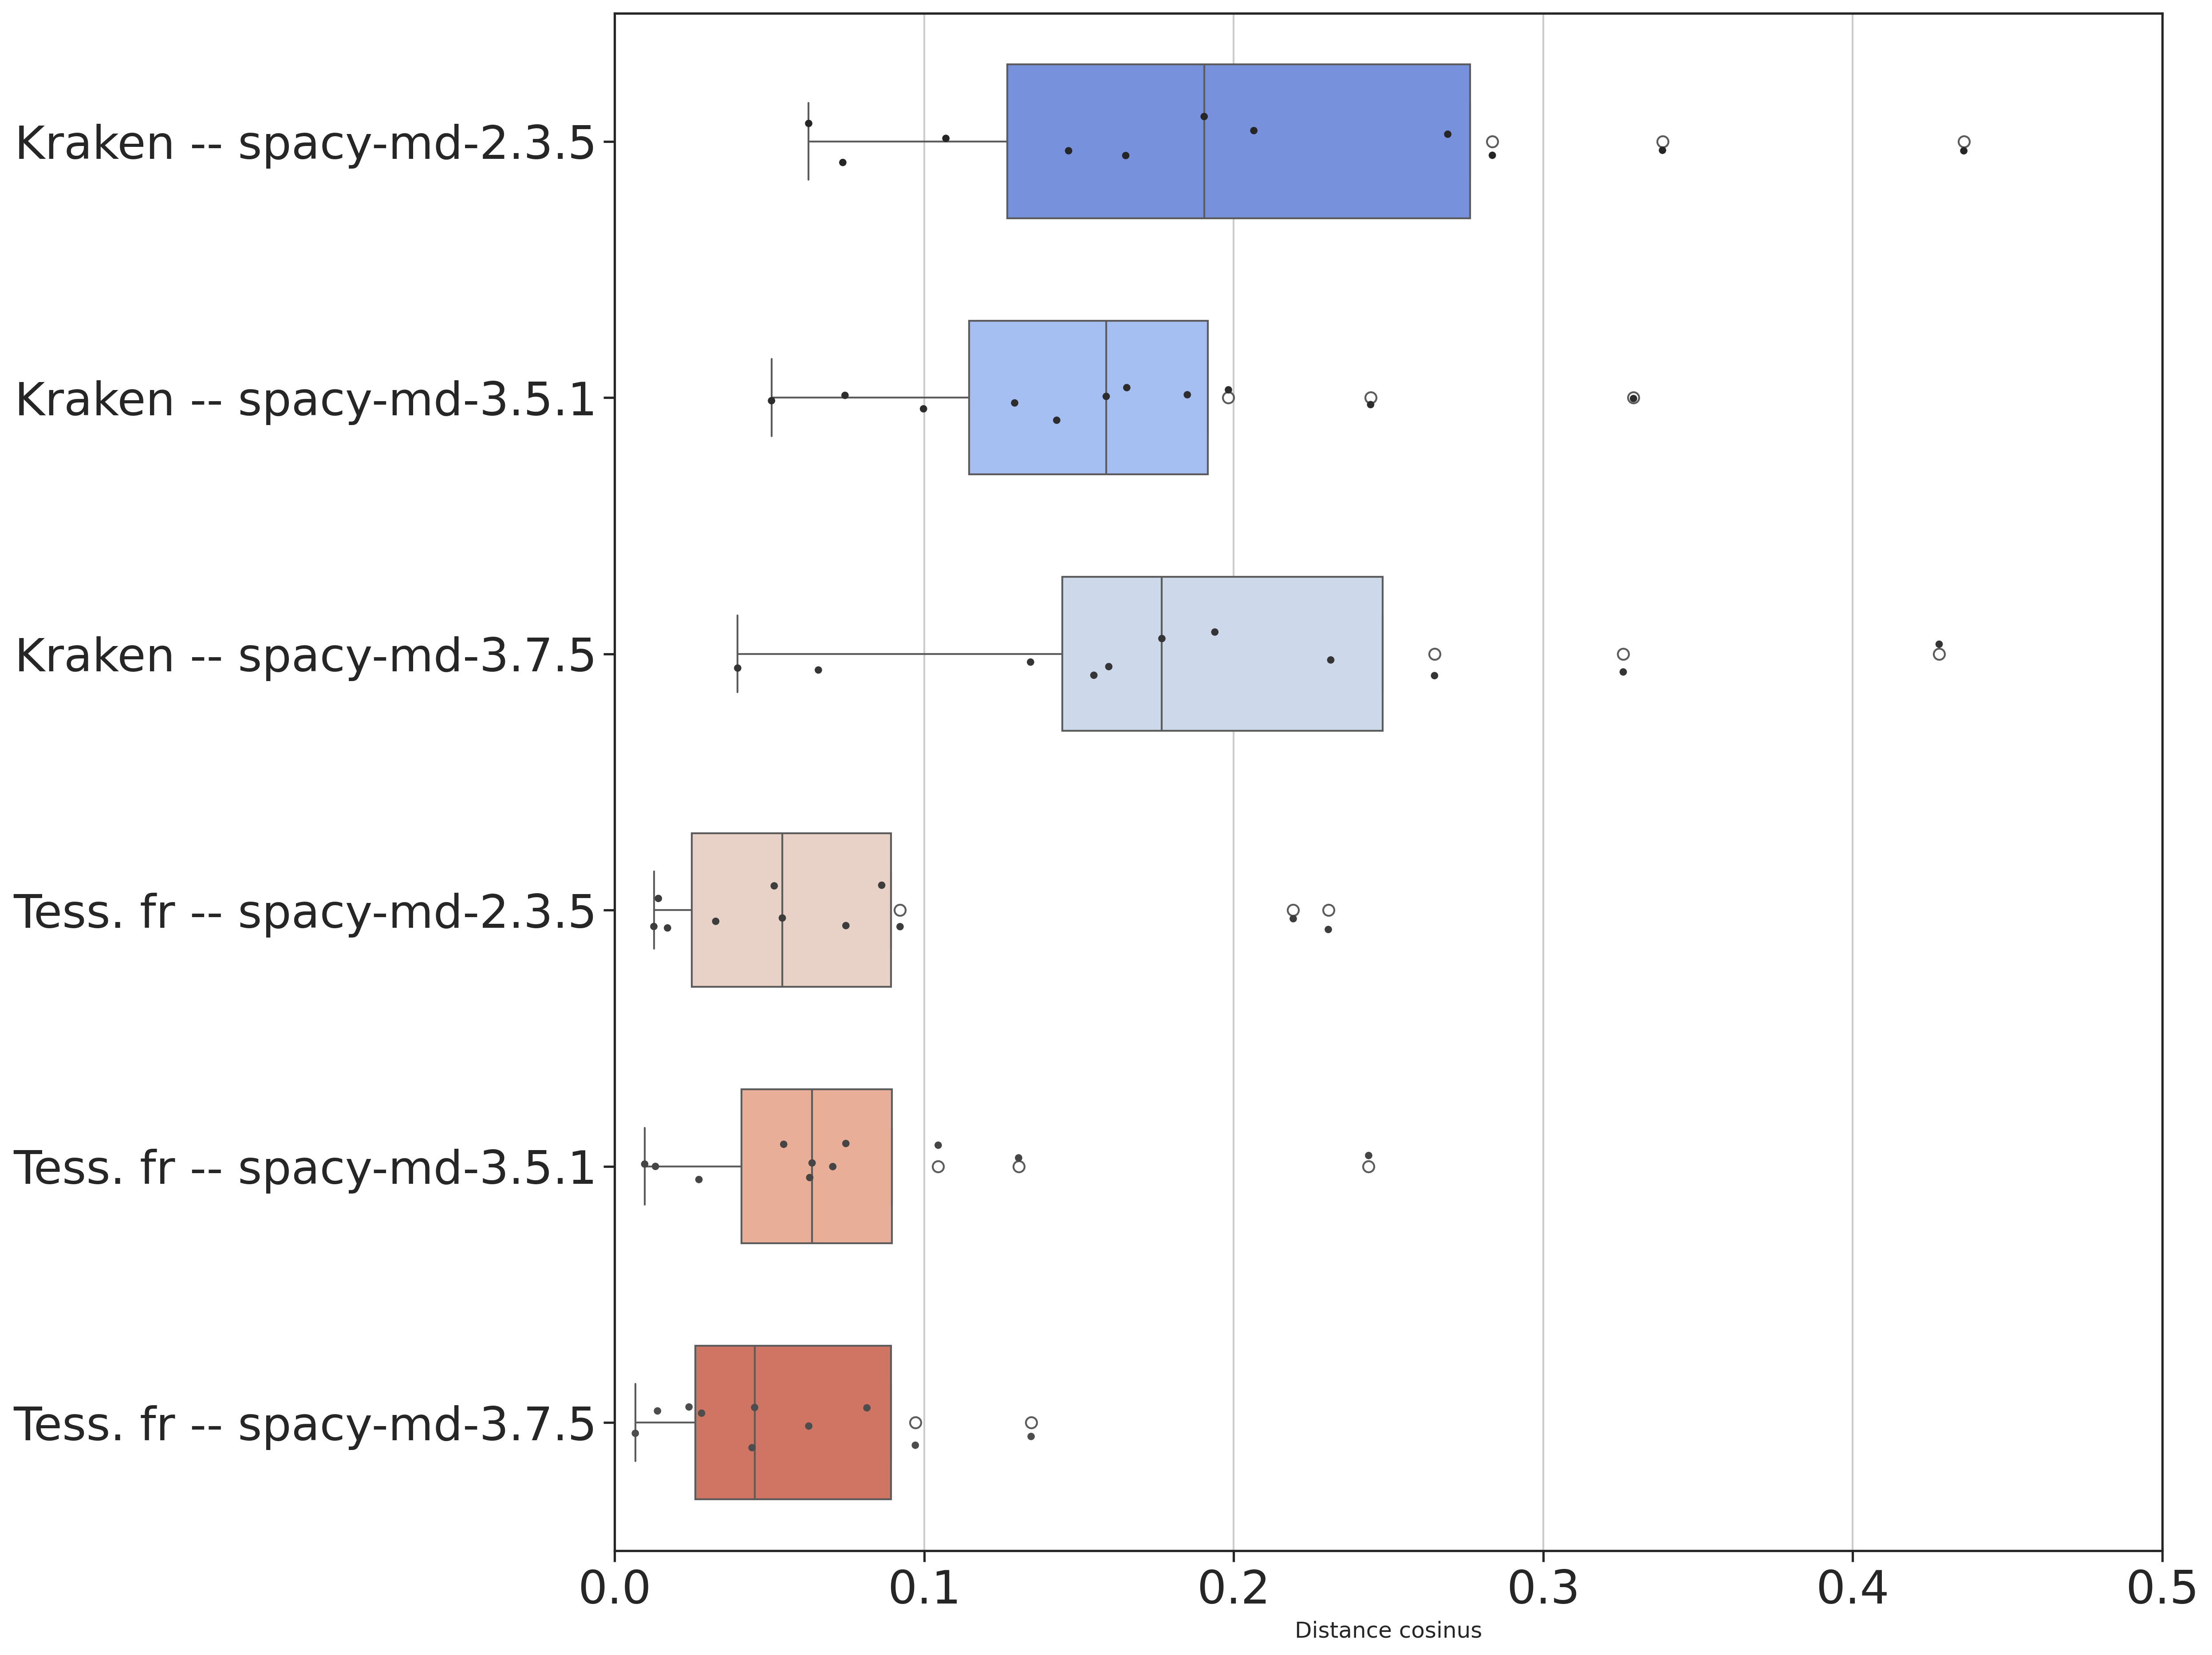 Kraken -- spacy-md-2.3.5
Kraken -- spacy-md-3.5.1
Kraken -- spacy-md-3.7.5
Tess. fr -- spacy-md-2.3.5
Tess. fr -- spacy-md-3.5.1
Tess. fr -- spacy-md-3.7.5
0.0 0.1 0.2 0.3 0.4 0.5
Distance cosinus